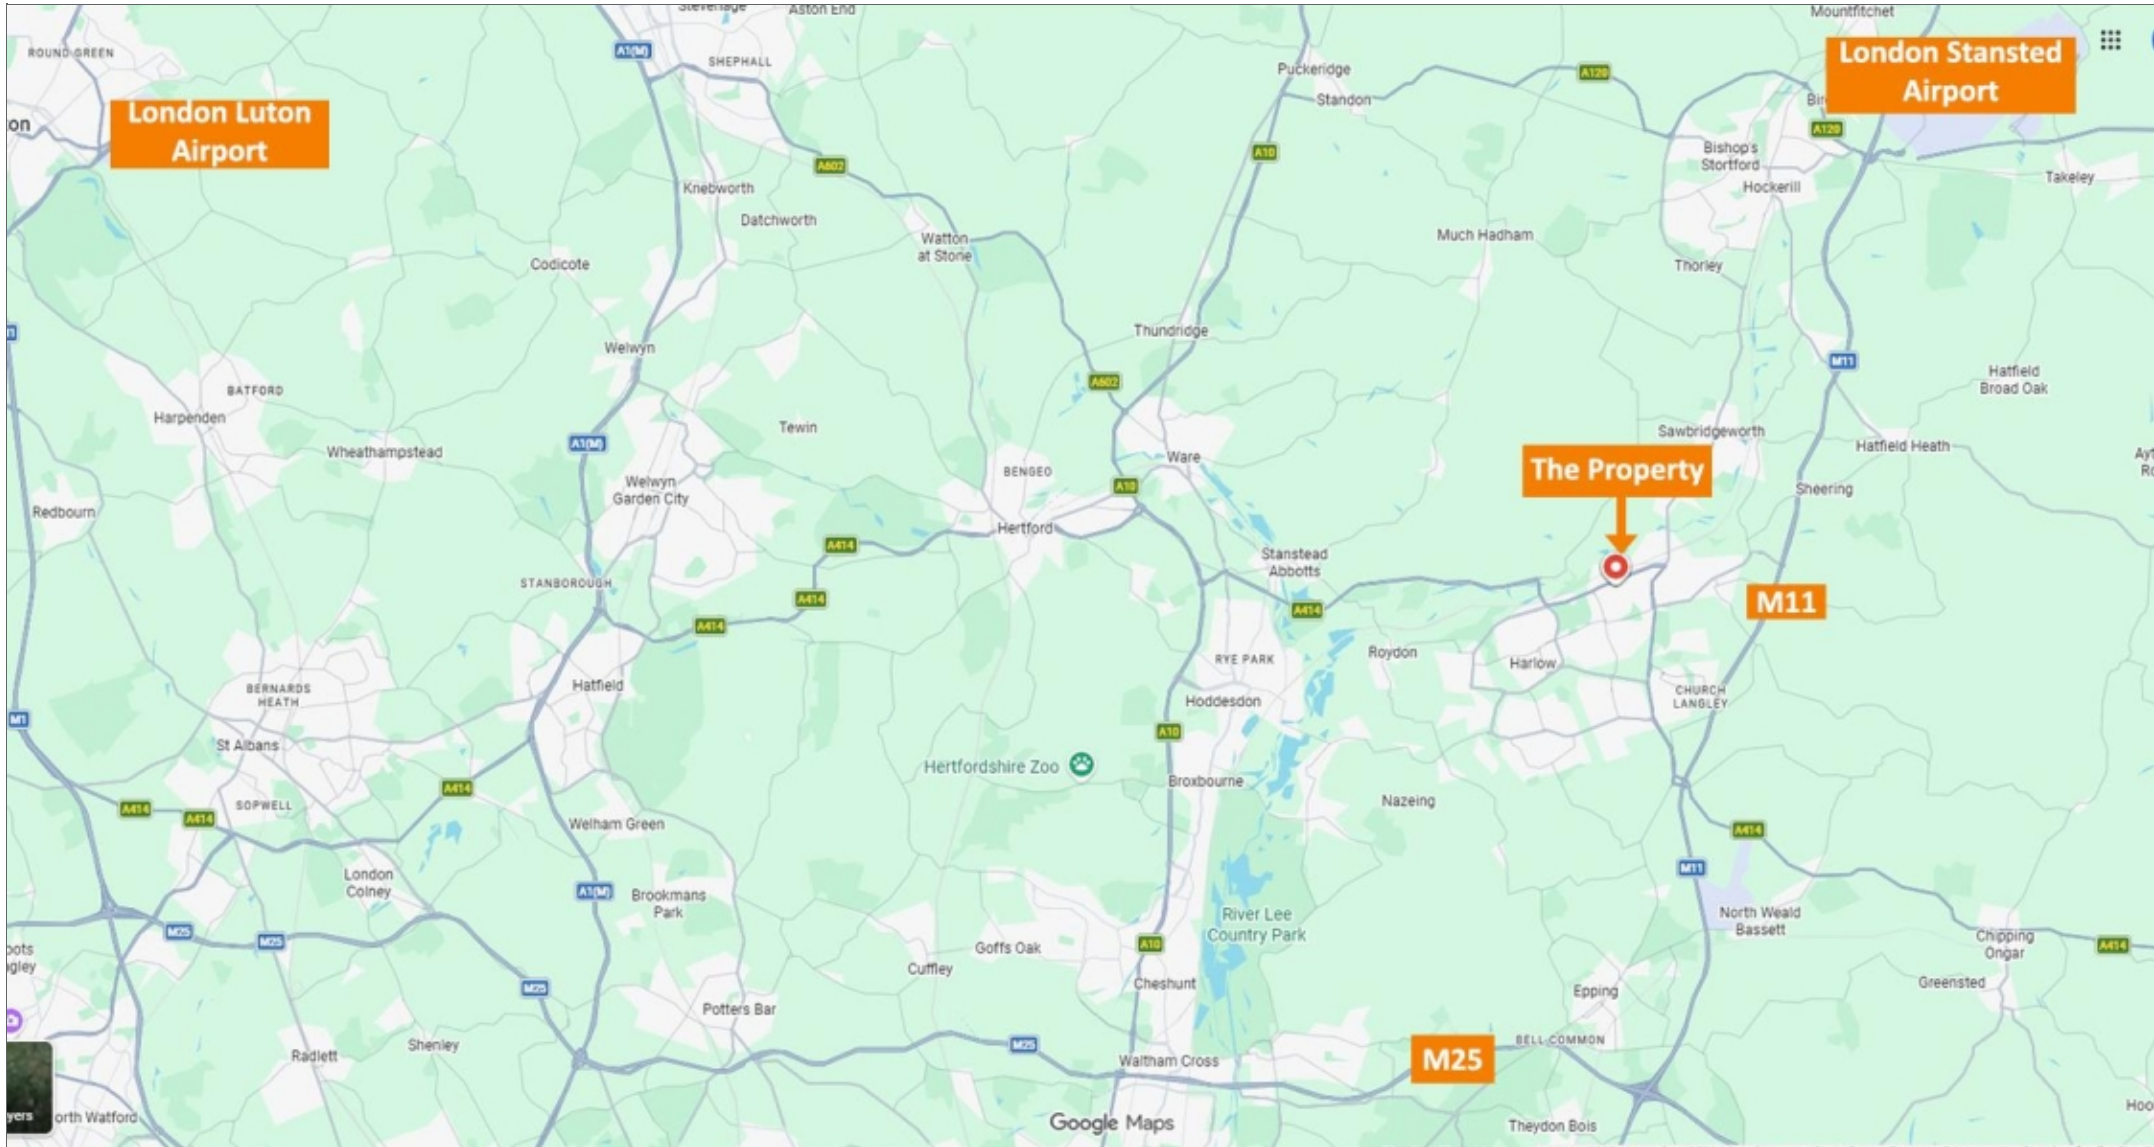 Stevenage
Aston End
Mountfitchet
ROUND GREEN
A1(M)
SHEPHALL
Puckeridge
A120
London Stansted
Airport
Standon
London Luton
Airport
A120
Bishop's
Stortford
A10
A602
Knebworth
Hockerill
Takeley
Datchworth
Watton
at Stone
Much Hadham
Codicote
Thorley
Thundridge
Welwyn
M11
A602
BATFORD
Hatfield
Broad Oak
Harpenden
Tewin
Sawbridgeworth
A1(M)
Wheathampstead
Ware
Hatfield Heath
BENGEO
The Property
Welwyn
Garden City
A10
Sheering
Redbourn
Hertford
A414
Stanstead
Abbotts
STANBOROUGH
A414
A414
M11
A414
Roydon
RYE PARK
Harlow
BERNARDS
HEATH
Hatfield
Hoddesdon
CHURCH
LANGLEY
M1
A10
St Albans
Hertfordshire Zoo
Broxbourne
A414
Nazeing
SOPWELL
A414
A414
Welham Green
A414
M11
London
Colney
A1(M)
Brookmans
Park
River Lee
Country Park
North Weald
Bassett
M25
M25
A10
Chipping
Ongar
A414
Goffs Oak
Cuffley
Cheshunt
Greensted
M25
Epping
Potters Bar
Shenley
M25
BELL COMMON
Radlett
Waltham Cross
M25
Google Maps
Theydon Bois